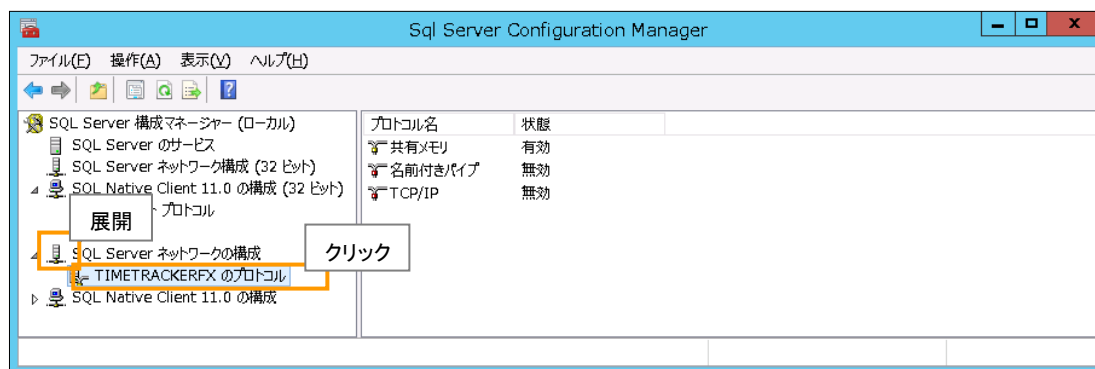 Sql Server Configuration Manager
ファイル(F) 操作(A) 表示(V) ヘルプ(H)
SQL Server 構成マネージャー (ローカル)
SQL Server のサービス
SQL Server ネットワーク構成 (32 ビット)
SQL Native Client 11.0 の構成 (32 ビット)
プロトコル
展開
SQL Server ネットワークの構成
クリック
TIMETRACKERFX のプロトコル
SQL Native Client 11.0 の構成
プロトコル名 状態
共有メモリ 有効
名前付きパイプ 無効
TCP/IP 無効